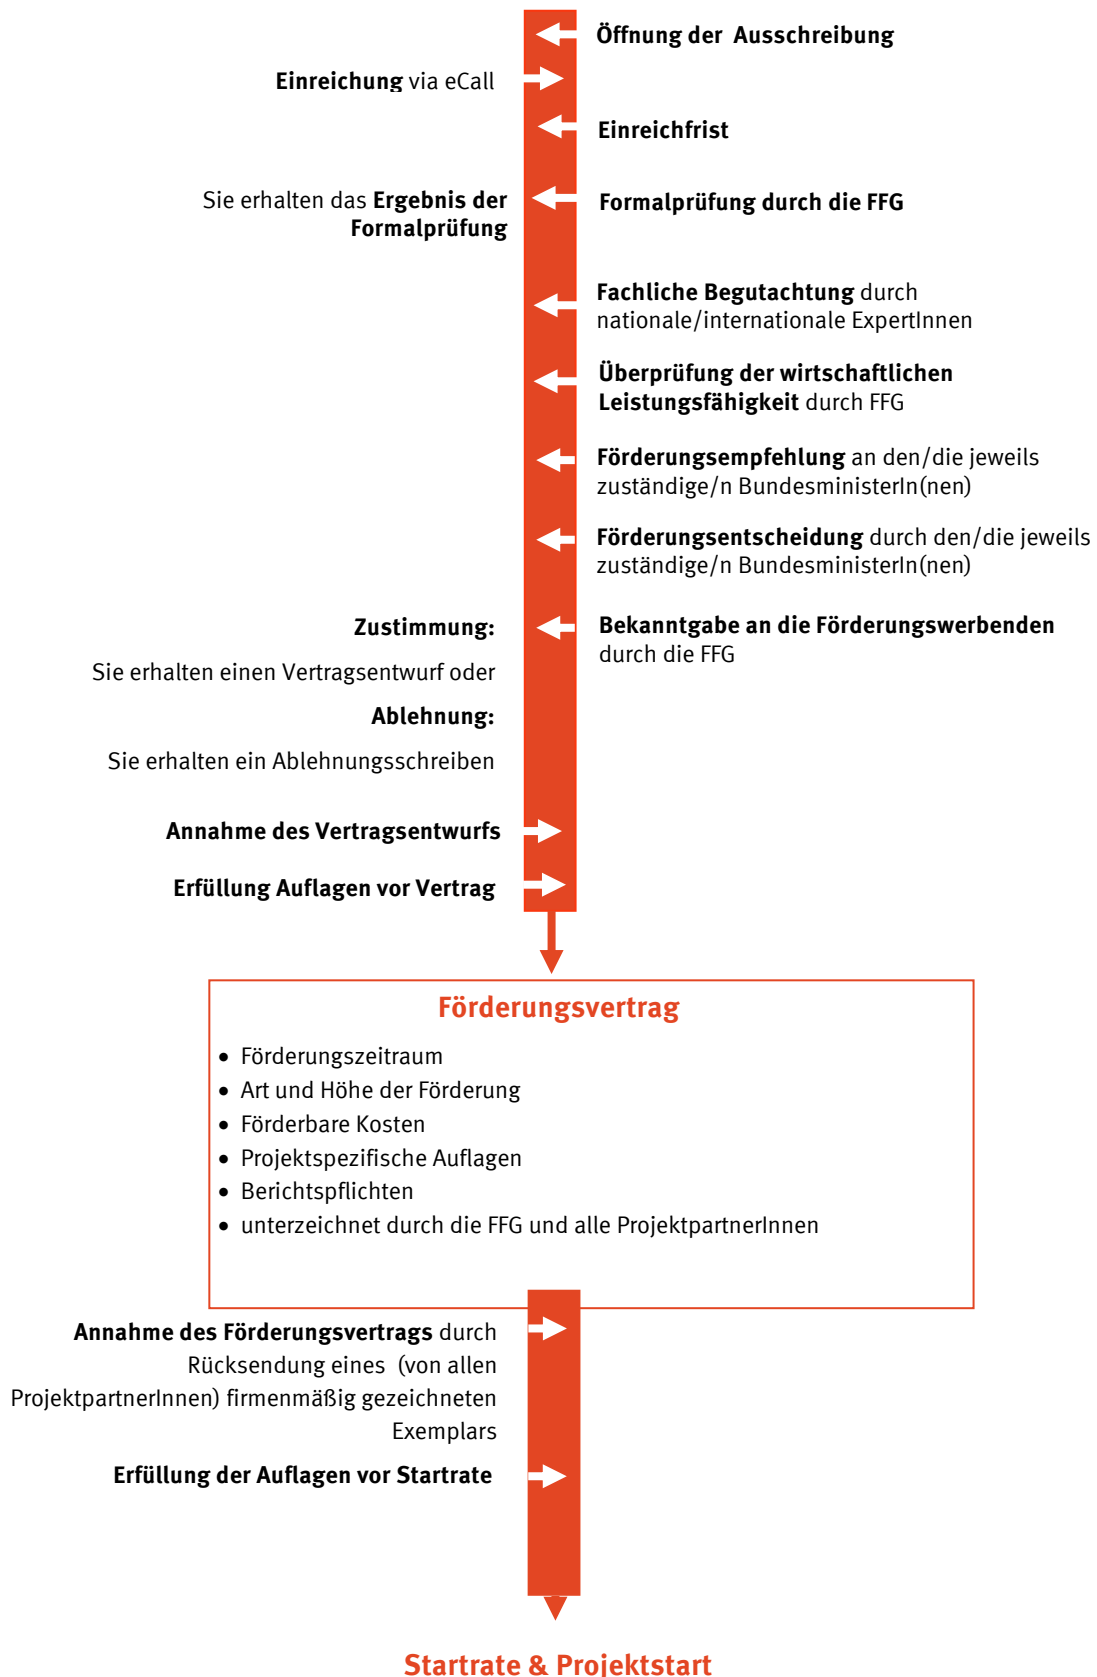 Öffnung der Ausschreibung
Einreichung via eCall
Einreichfrist
Sie erhalten das Ergebnis der
Formalprüfung
Formalprüfung durch die FFG
Fachliche Begutachtung durch
nationale/internationale ExpertInnen
Überprüfung der wirtschaftlichen
Leistungsfähigkeit durch FFG
Förderungsempfehlung an den/die jeweils
zuständige/n BundesministerIn(nen)
Förderungsentscheidung durch den/die jeweils
zuständige/n BundesministerIn(nen)
Zustimmung:
Sie erhalten einen Vertragsentwurf oder
Ablehnung:
Sie erhalten ein Ablehnungsschreiben
Bekanntgabe an die Förderungswerbenden
durch die FFG
Annahme des Vertragsentwurfs
Erfüllung Auflagen vor Vertrag
Förderungsvertrag
• Förderungszeitraum
• Art und Höhe der Förderung
• Förderbare Kosten
• Projektspezifische Auflagen
• Berichtspflichten
• unterzeichnet durch die FFG und alle ProjektpartnerInnen
Annahme des Förderungsvertrags durch
Rücksendung eines (von allen
ProjektpartnerInnen) firmenmäßig gezeichneten
Exemplars
Erfüllung der Auflagen vor Startrate
Startrate & Projektstart